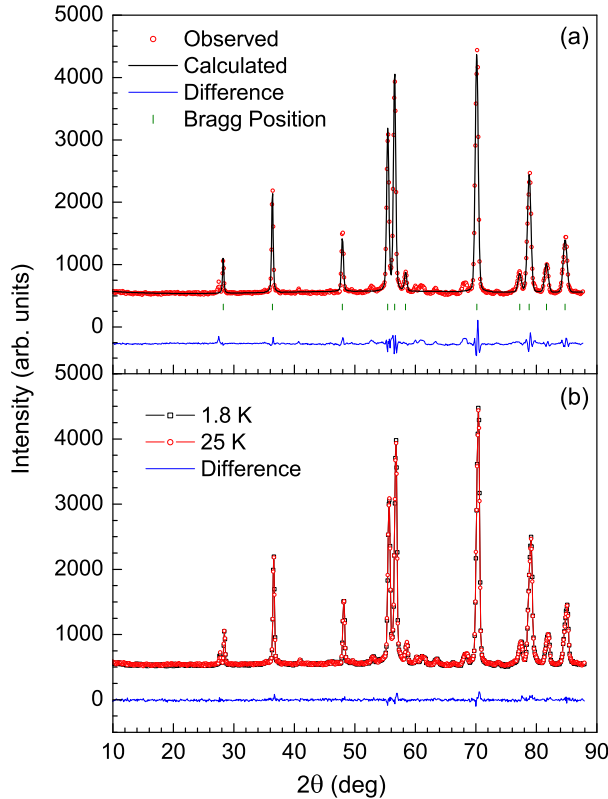 5000
(a)
Observed
Calculated
Difference
Bragg Position
4000
3000
2000
1000
0
5000
(b)
1.8 K
25 K
Difference
4000
3000
2000
1000
0
10 20 30 40 50 60 70 80 90
2θ (deg)
Intensity (arb. units)